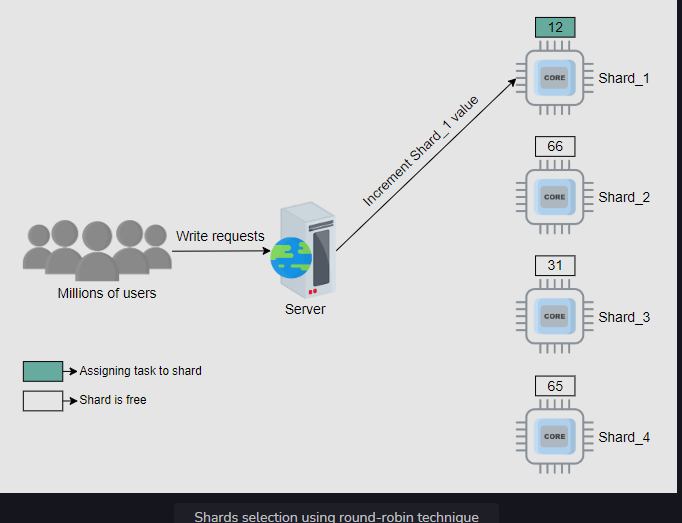 12
CORE
Shard_1
Increment Shard_1 value
66
CORE
Shard_2
Write requests
31
CORE
Shard_3
Millions of users
Server
Assigning task to shard
Shard is free
65
CORE
Shard_4
Shards selection using round-robin technique